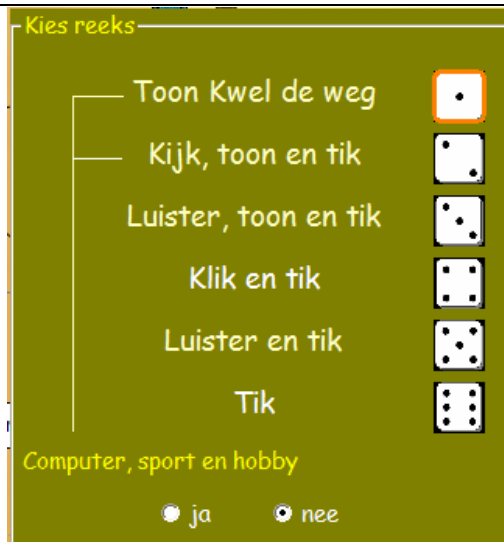 Kies reeks
Toon Kwel de weg
Kijk, toon en tik
Luister, toon en tik
Klik en tik
Luister en tik
Tik
Computer, sport en hobby
ja nee